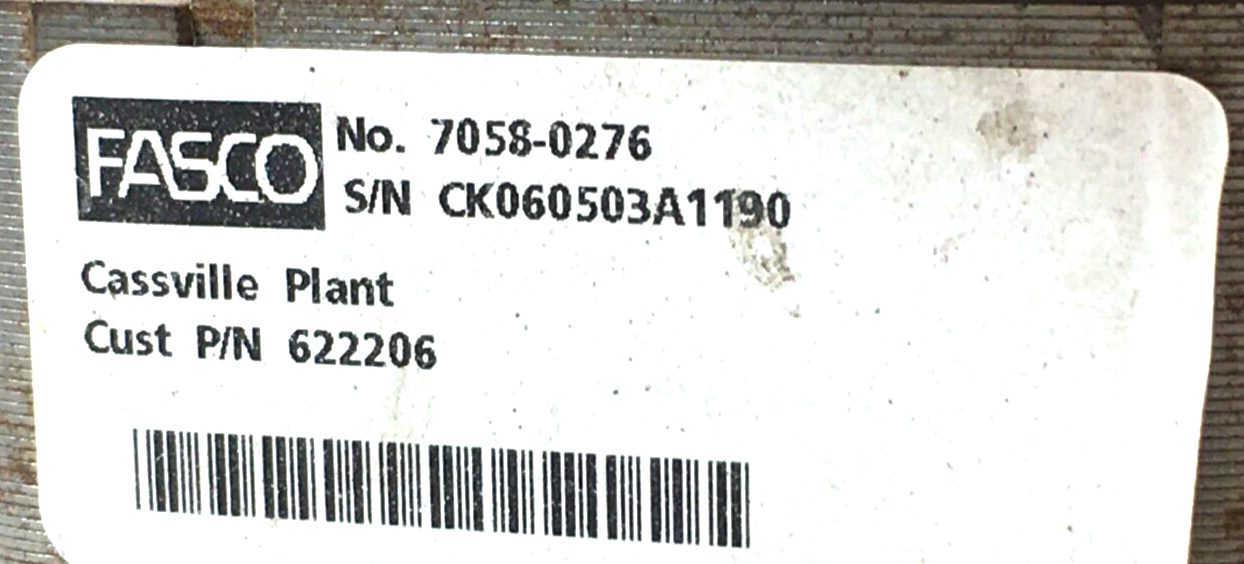 FASCO No. 7058-0276
S/N CK060503A1190
Cassville Plant
Cust P/N 622206